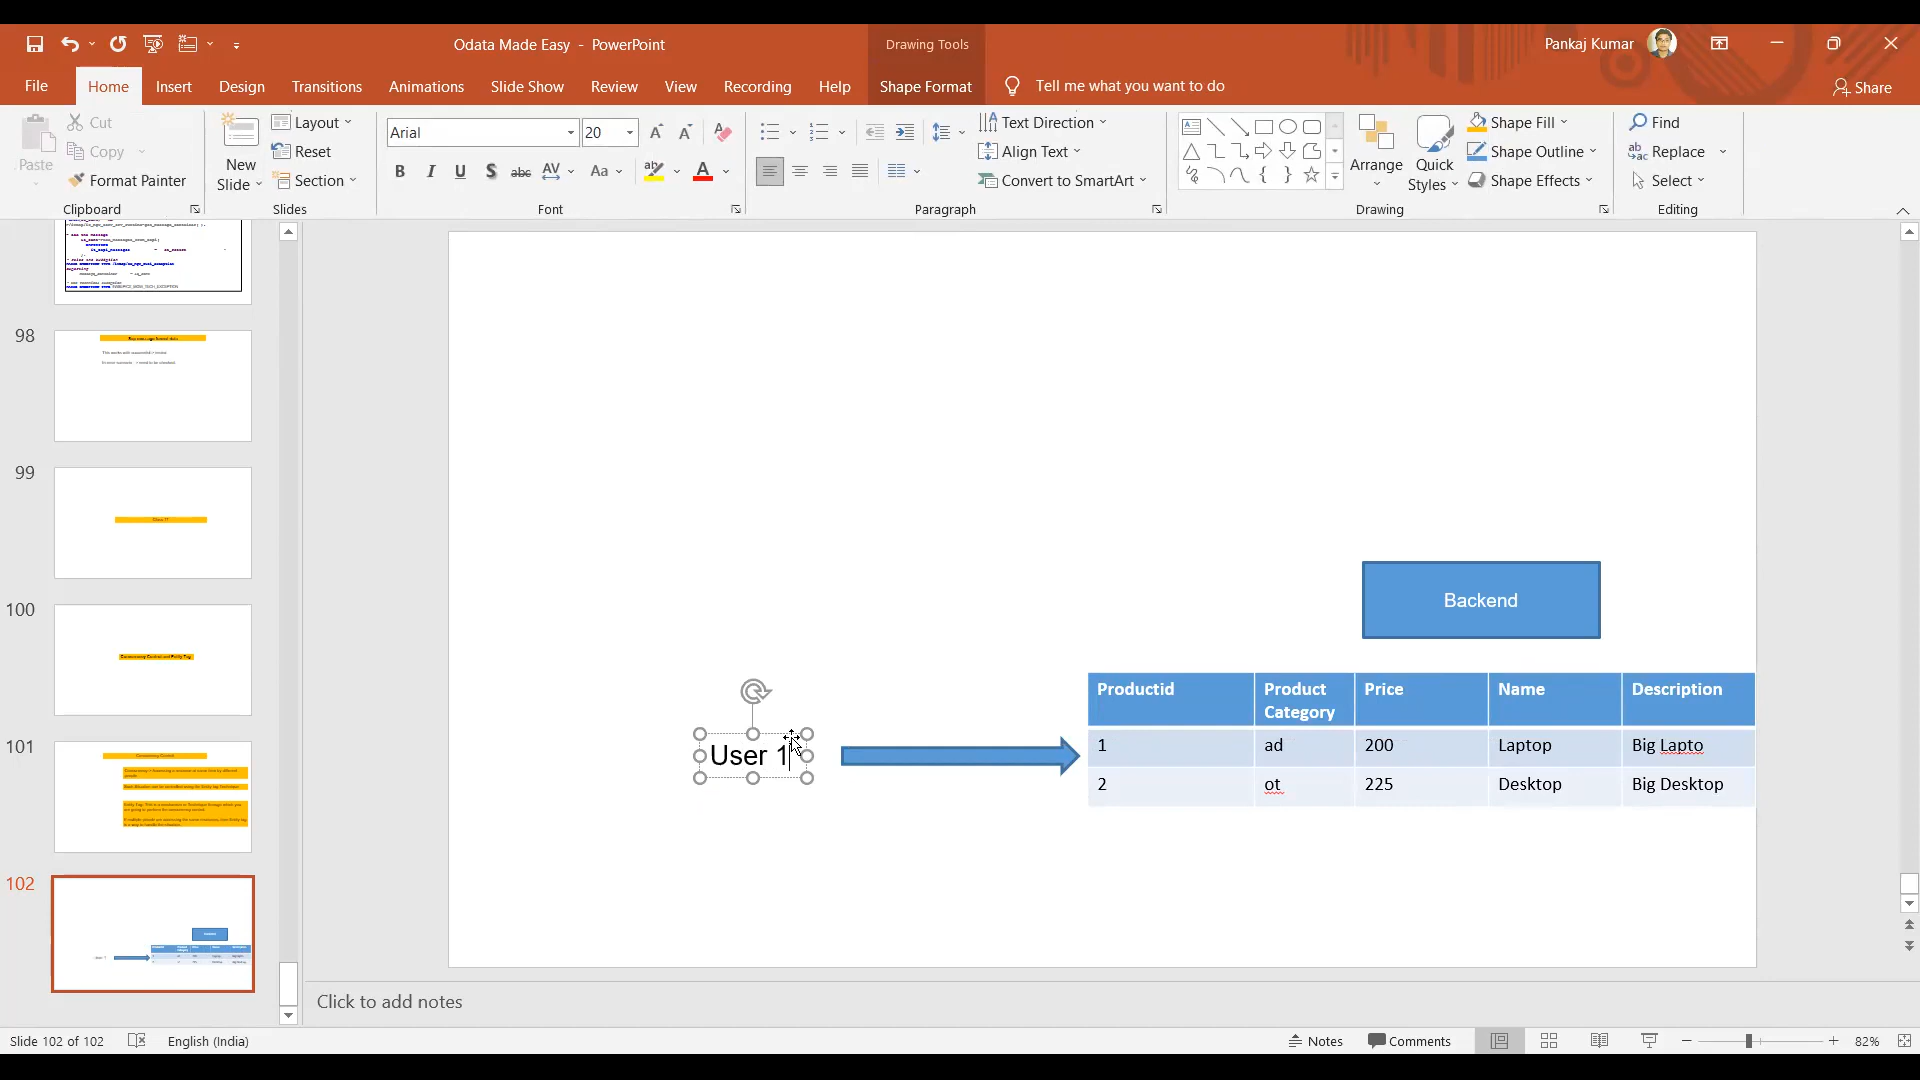 Odata Made Easy - PowerPoint
Drawing Tools
Pankaj Kumar
File Home Insert Design Transitions Animations Slide Show Review View Recording Help Shape Format Tell me what you want to do Share
Paste
Cut
Copy
Format Painter
Clipboard
New Slide
Layout
Reset
Section
Slides
Arial 20
B I U S abc AV Aa A
Font
Text Direction
Align Text
Convert to SmartArt
Paragraph
Arrange
Quick Styles
Shape Fill
Shape Outline
Shape Effects
Drawing
Find
Replace
Select
Editing
98
99
100
101
Concurrency Control
102
Backend
User 1
Productid Product Category Price Name Description
1 ad 200 Laptop Big Lapto
2 ot 225 Desktop Big Desktop
Click to add notes
Slide 102 of 102 English (India) Notes Comments 82%